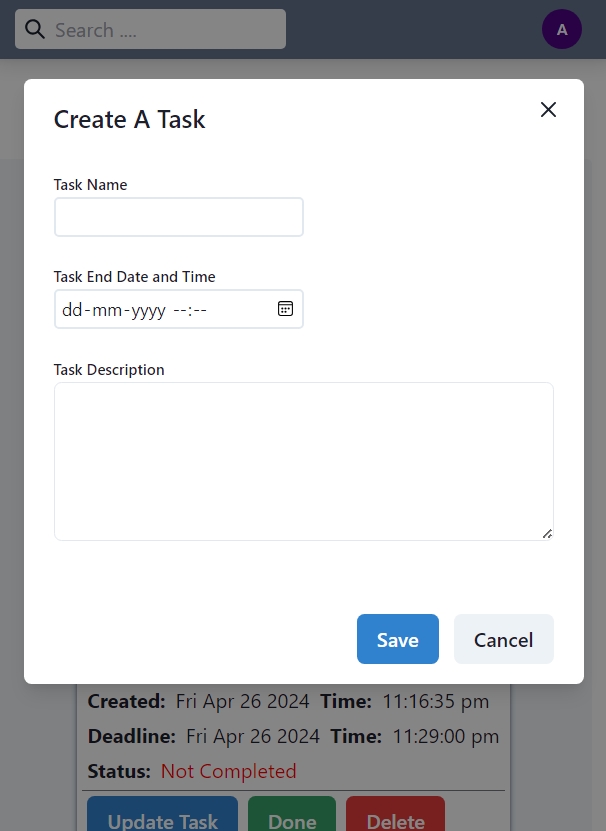 Search ....
A
Create A Task
Task Name
Task End Date and Time
dd-mm-yyyy --:--
Task Description
Save Cancel
Created: Fri Apr 26 2024 Time: 11:16:35 pm
Deadline: Fri Apr 26 2024 Time: 11:29:00 pm
Status: Not Completed
Update Task Done Delete